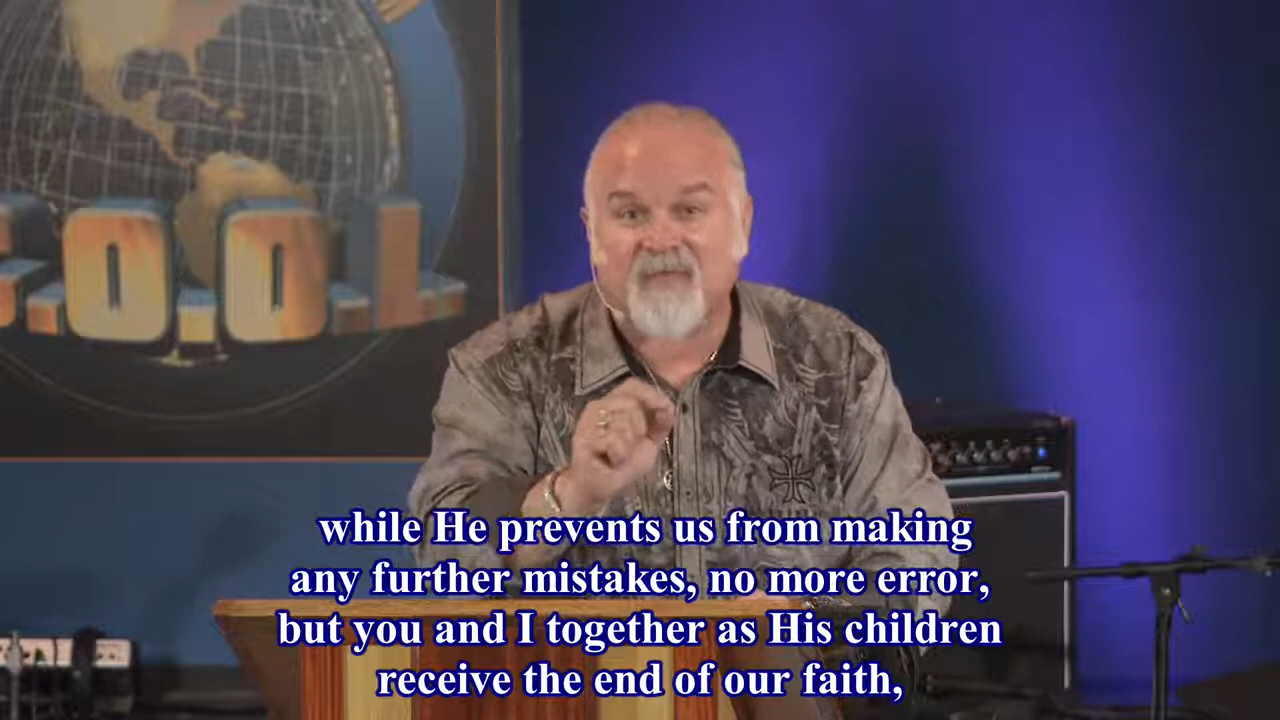 .O.O.L
while He prevents us from making
any further mistakes, no more error,
but you and I together as His children
receive the end of our faith,